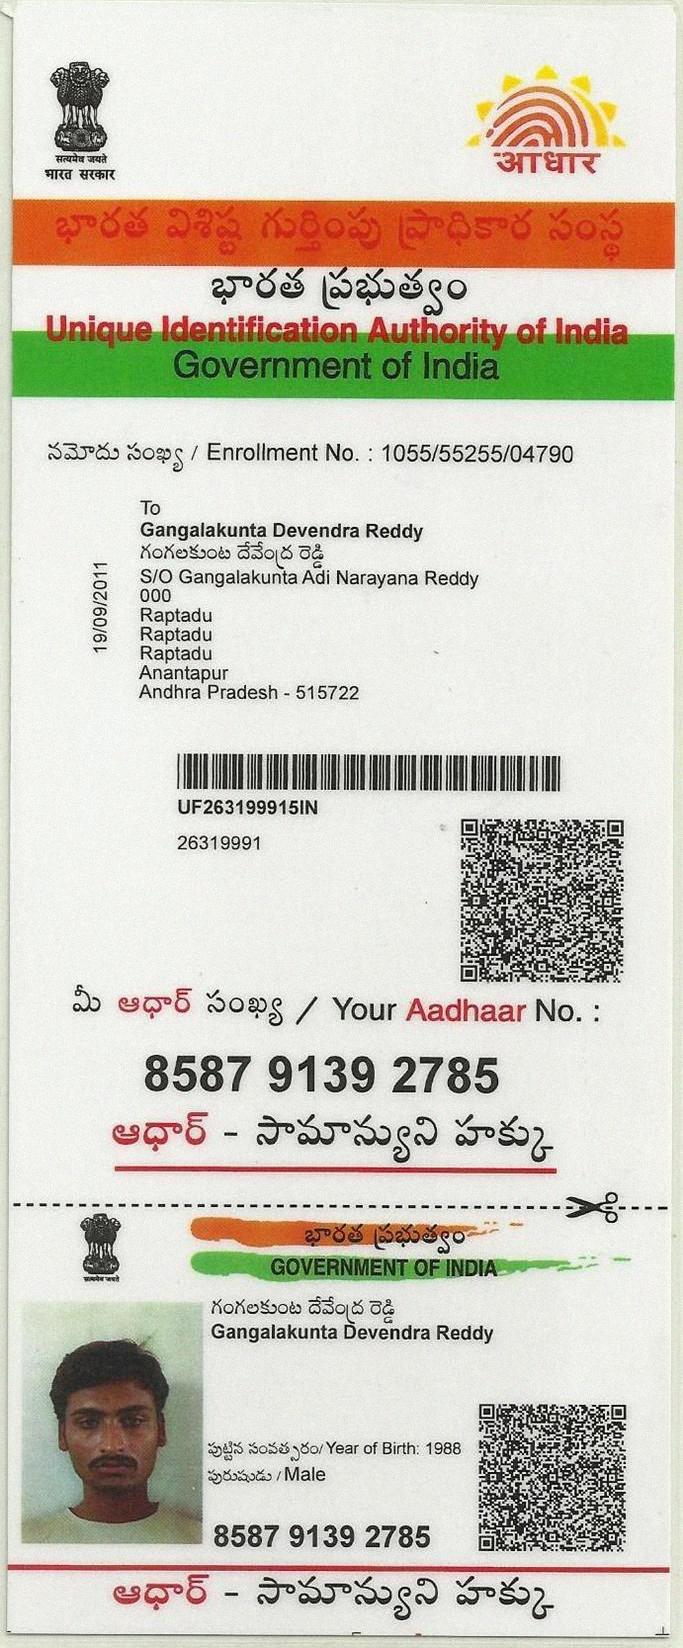 सत्यमेव जयते
भारत सरकार
आधार
భారత విశిష్ట గుర్తింపు ప్రాధికార సంస్థ
భారత ప్రభుత్వం
Unique Identification Authority of India
Government of India
నమోదు సంఖ్య / Enrollment No. : 1055/55255/04790
19/09/2011
To
Gangalakunta Devendra Reddy
గంగలకుంట దేవేంద్ర రెడ్డి
S/O Gangalakunta Adi Narayana Reddy
000
Raptadu
Raptadu
Raptadu
Anantapur
Andhra Pradesh - 515722
UF263199915IN
26319991
మీ ఆధార్ సంఖ్య / Your Aadhaar No. :
8587 9139 2785
ఆధార్ - సామాన్యుని హక్కు
सत्यमेव जयते
భారత ప్రభుత్వం
GOVERNMENT OF INDIA
గంగలకుంట దేవేంద్ర రెడ్డి
Gangalakunta Devendra Reddy
పుట్టిన సంవత్సరం/ Year of Birth: 1988
పురుషుడు / Male
8587 9139 2785
ఆధార్ - సామాన్యుని హక్కు